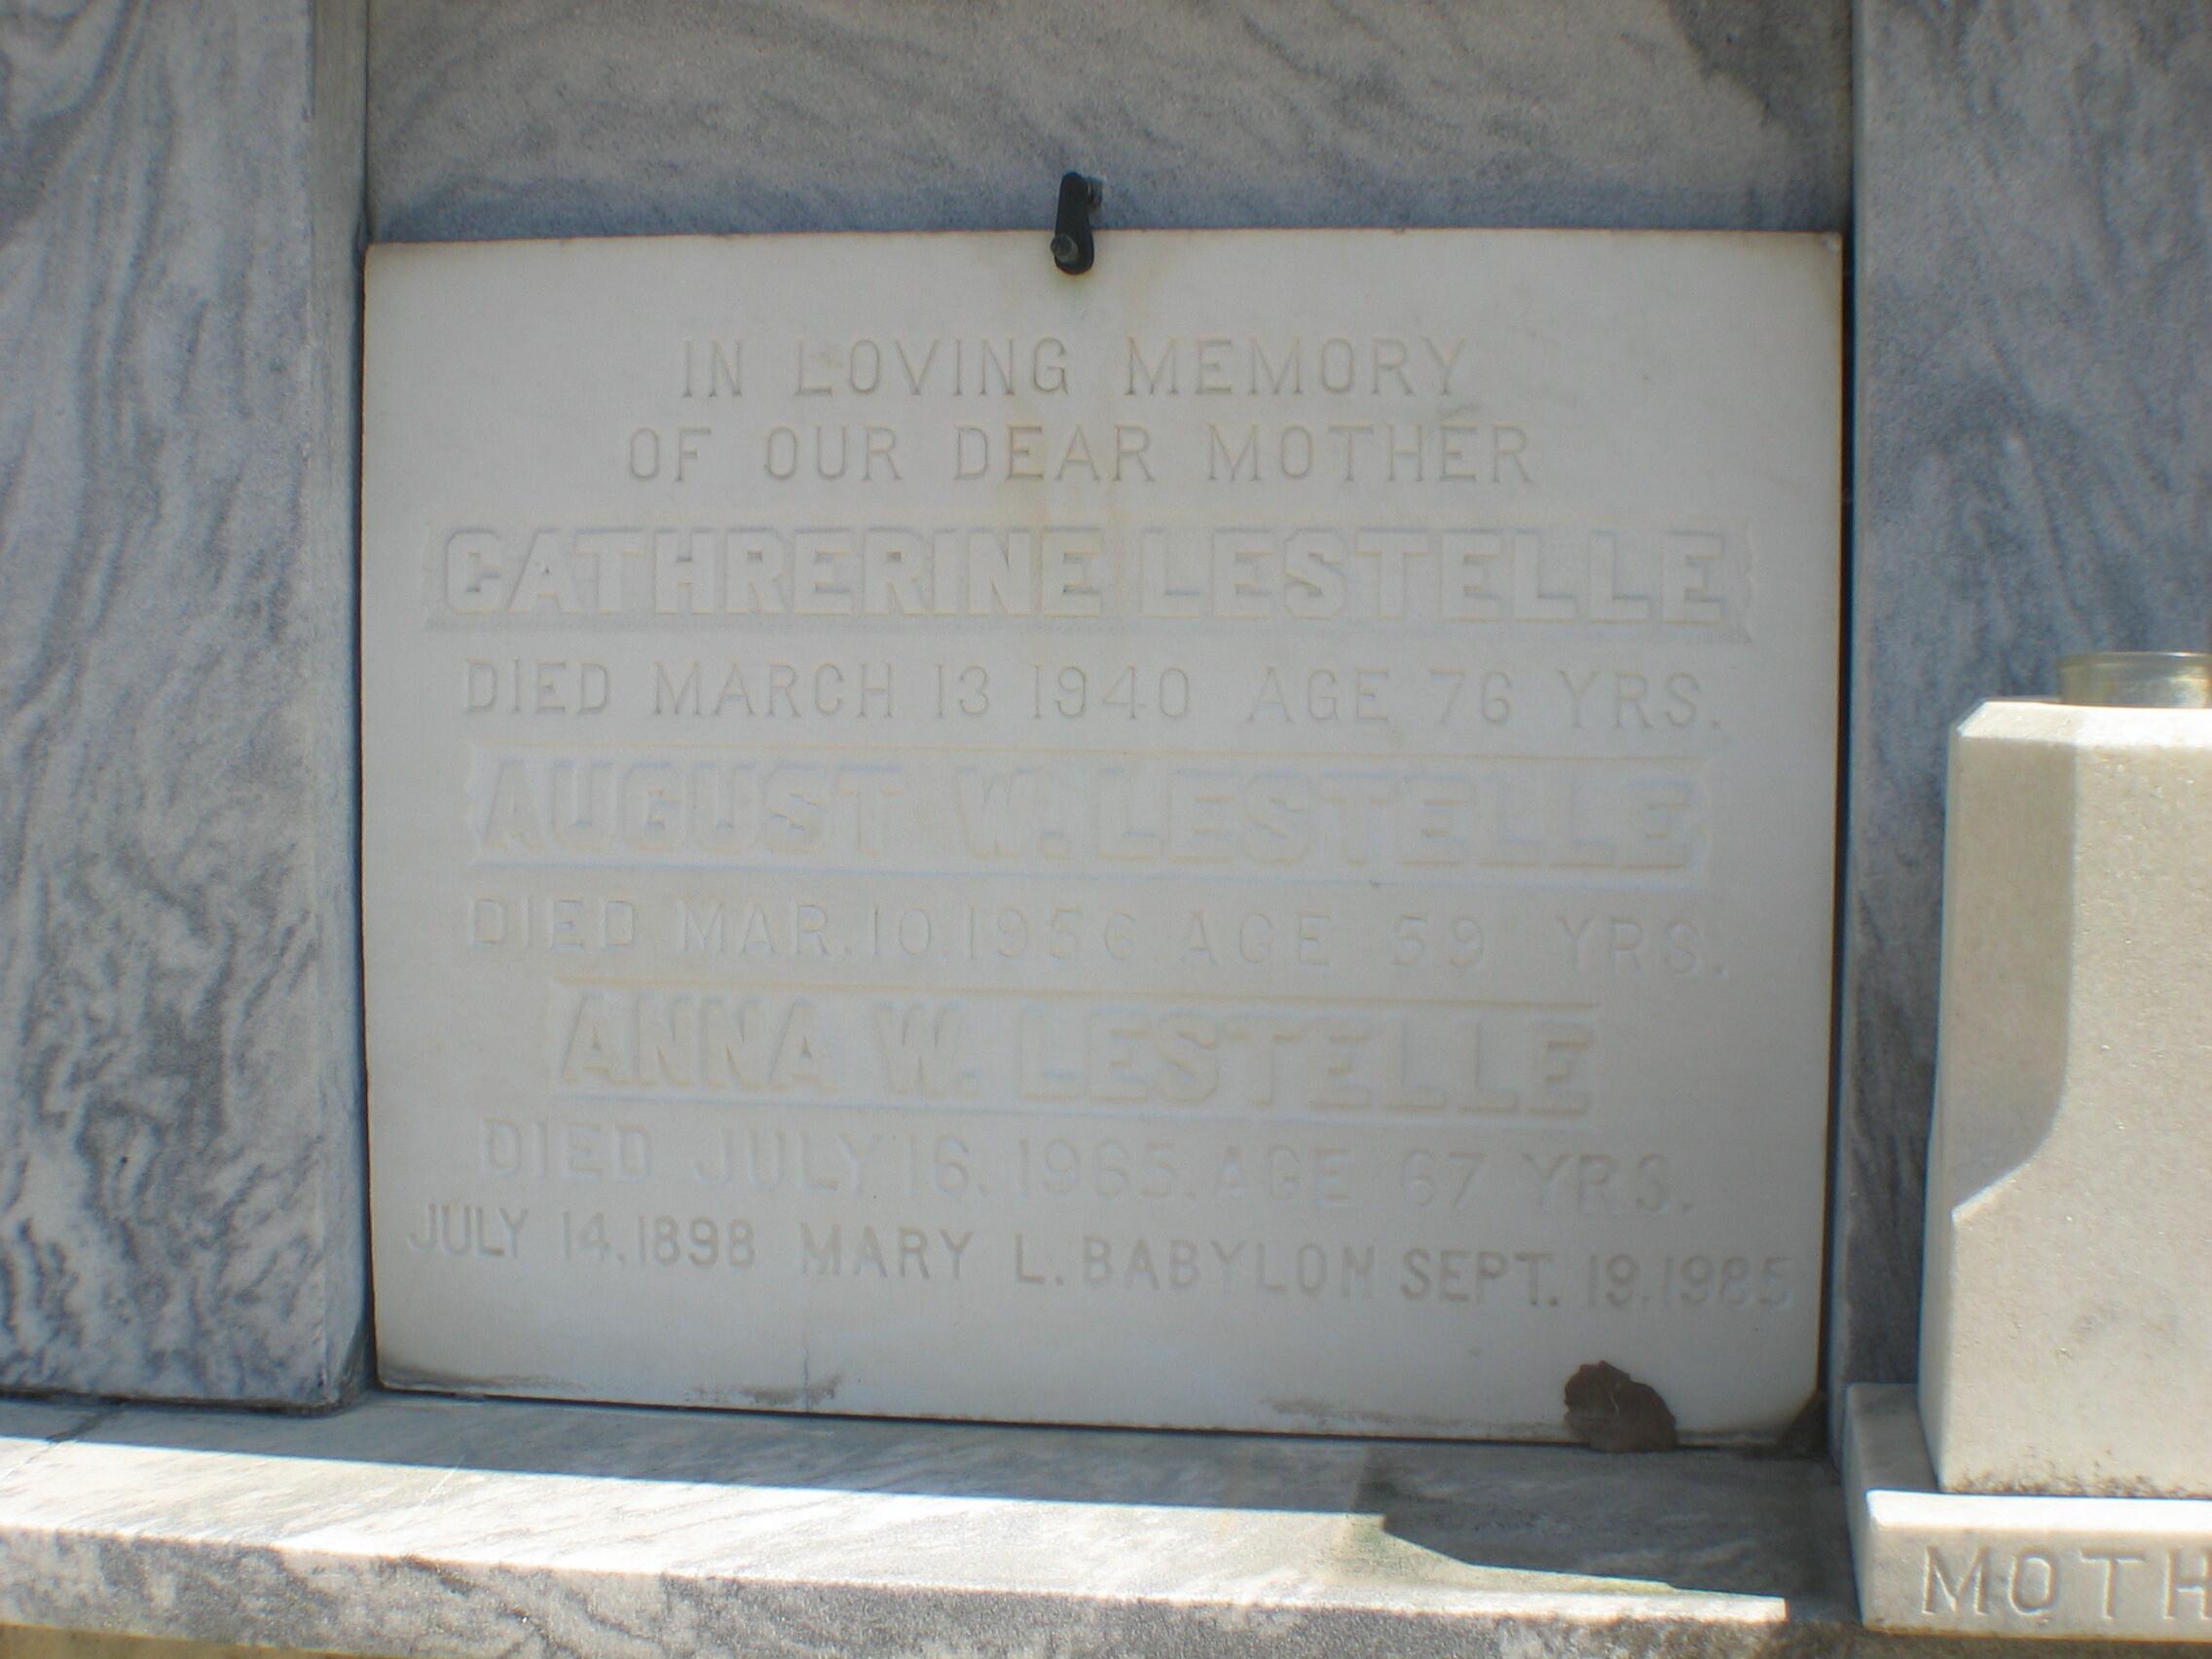 IN LOVING MEMORY
OF OUR DEAR MOTHER
CATHRERINE LESTELLE
DIED MARCH 13 1940 AGE 76 YRS.
AUGUST W. LESTELLE
DIED MAR. 10. 1956. AGE 59 YRS.
ANNA W. LESTELLE
DIED JULY 16. 1965. AGE 67 YRS.
JULY 14. 1898 MARY L. BABYLON SEPT. 19. 1985
MOTH